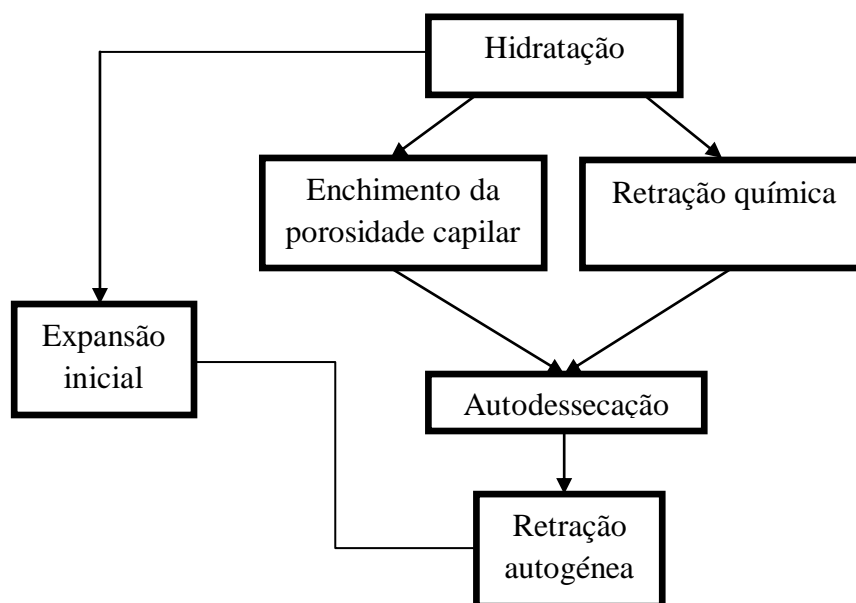 Hidratação
Enchimento da
porosidade capilar
Retração química
Expansão
inicial
Autodessecação
Retração
autogénea